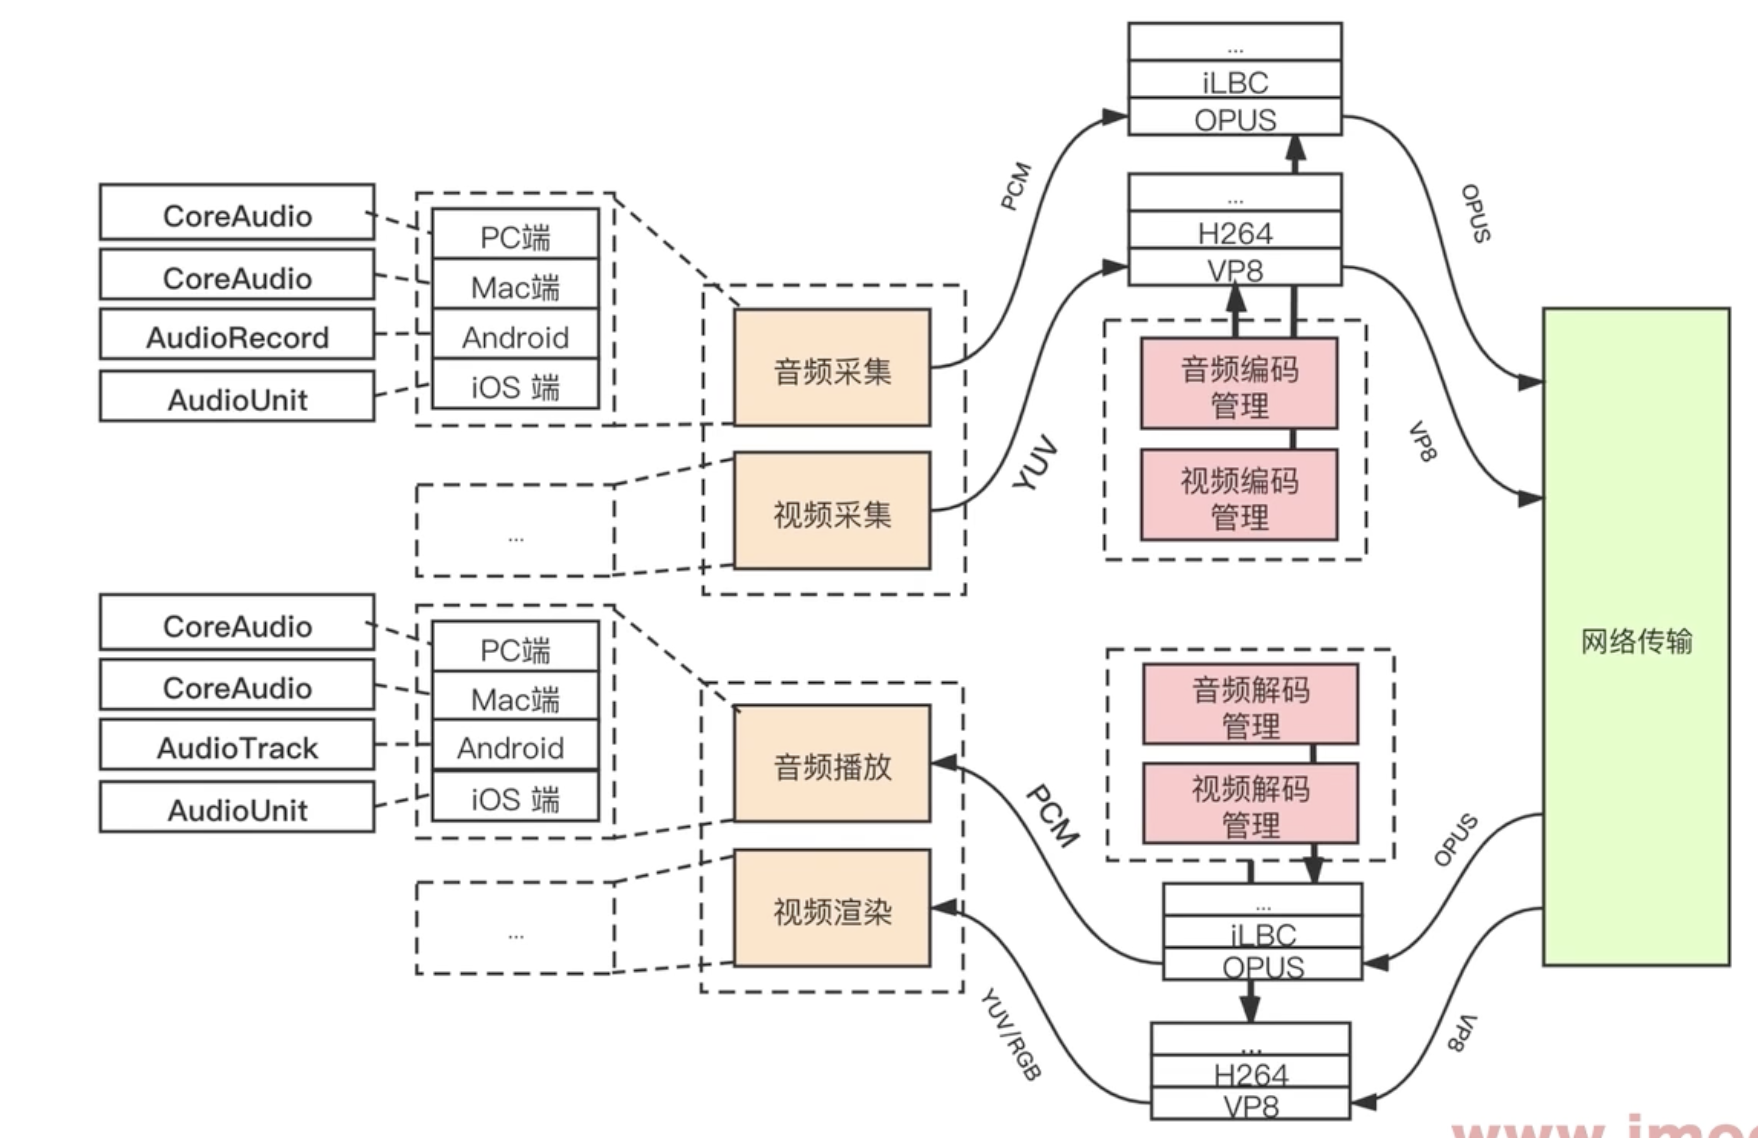 ...
iLBC
OPUS
PCM
OPUS
...
H264
VP8
YUV
VP8
CoreAudio
CoreAudio
AudioRecord
AudioUnit
PC端
Mac端
Android
iOS 端
音频采集
视频采集
...
音频编码
管理
视频编码
管理
网络传输
CoreAudio
CoreAudio
AudioTrack
AudioUnit
PC端
Mac端
Android
iOS 端
音频播放
视频渲染
...
音频解码
管理
视频解码
管理
PCM
OPUS
...
iLBC
OPUS
YUV/RGB
VP8
...
H264
VP8